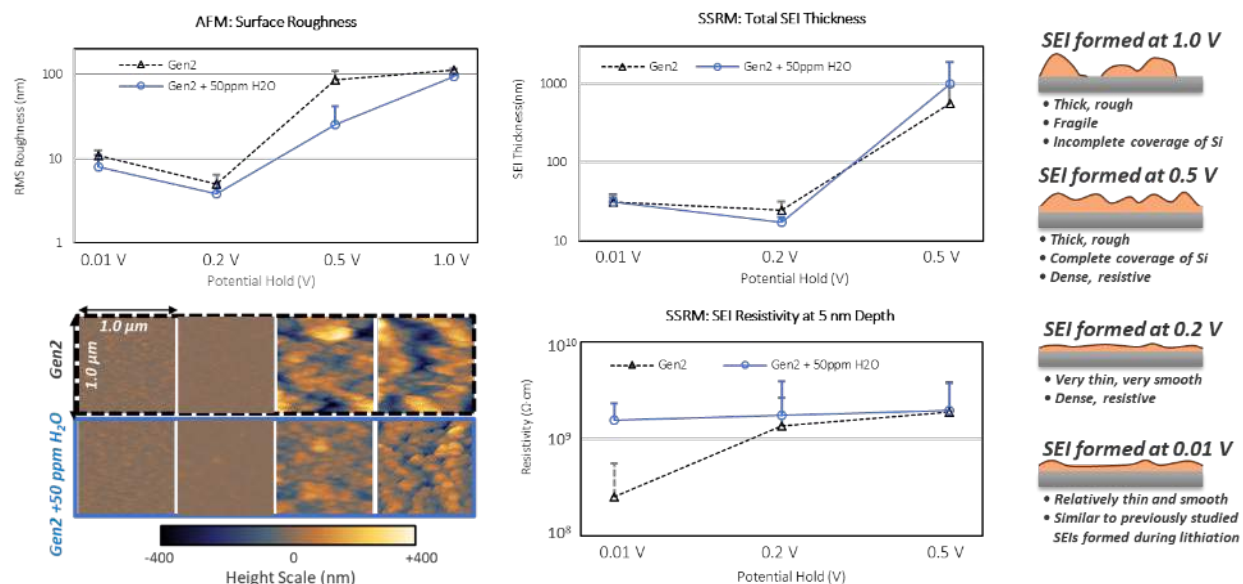 AFM: Surface Roughness
RMS Roughness (nm)
100
10
1
Gen2
Gen2 + 50ppm H2O
0.01 V
0.2 V
0.5 V
1.0 V
Potential Hold (V)
SSRM: Total SEI Thickness
SEI Thickness(nm)
1000
100
10
Gen2
Gen2 + 50ppm H2O
0.01 V
0.2 V
0.5 V
Potential Hold (V)
1.0 µm
1.0 µm
Gen2
Gen2 +50 ppm H₂O
-400
0
+400
Height Scale (nm)
SSRM: SEI Resistivity at 5 nm Depth
Resistivity (Ω·cm)
10¹⁰
10⁹
10⁸
Gen2
Gen2 + 50ppm H2O
0.01 V
0.2 V
0.5 V
Potential Hold (V)
SEI formed at 1.0 V
• Thick, rough
• Fragile
• Incomplete coverage of Si
SEI formed at 0.5 V
• Thick, rough
• Complete coverage of Si
• Dense, resistive
SEI formed at 0.2 V
• Very thin, very smooth
• Dense, resistive
SEI formed at 0.01 V
• Relatively thin and smooth
• Similar to previously studied
SEIs formed during lithiation